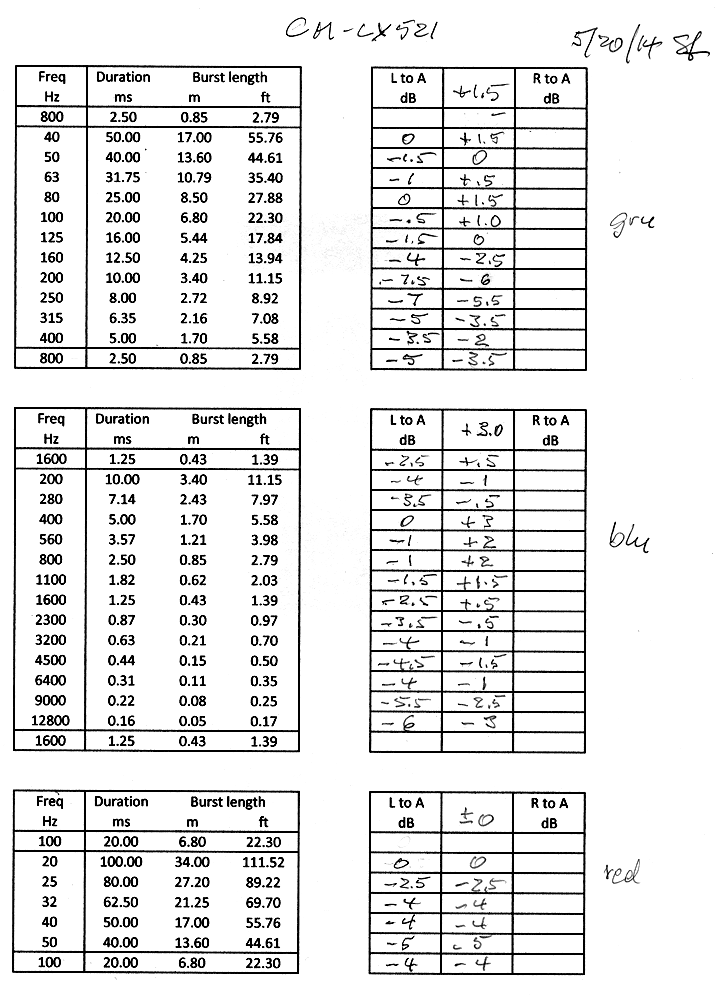 CM-LX521
5/20/14 SL
Freq Duration Burst length L to A +1.5 R to A
Hz ms m ft dB dB
800 2.50 0.85 2.79 –
40 50.00 17.00 55.76 0 +1.5
50 40.00 13.60 44.61 -1.5 0
63 31.75 10.79 35.40 -1 +.5
80 25.00 8.50 27.88 0 +1.5
100 20.00 6.80 22.30 -.5 +1.0 grn
125 16.00 5.44 17.84 -1.5 0
160 12.50 4.25 13.94 -4 -2.5
200 10.00 3.40 11.15 -7.5 -6
250 8.00 2.72 8.92 -7 -5.5
315 6.35 2.16 7.08 -5 -3.5
400 5.00 1.70 5.58 -3.5 -2
800 2.50 0.85 2.79 -5 -3.5
Freq Duration Burst length L to A +3.0 R to A
Hz ms m ft dB dB
1600 1.25 0.43 1.39 -2.5 +.5
200 10.00 3.40 11.15 -4 -1
280 7.14 2.43 7.97 -3.5 -.5
400 5.00 1.70 5.58 0 +3
560 3.57 1.21 3.98 -1 +2 blu
800 2.50 0.85 2.79 -1 +2
1100 1.82 0.62 2.03 -1.5 +1.5
1600 1.25 0.43 1.39 -2.5 +.5
2300 0.87 0.30 0.97 -3.5 -.5
3200 0.63 0.21 0.70 -4 -1
4500 0.44 0.15 0.50 -4.5 -1.5
6400 0.31 0.11 0.35 -4 -1
9000 0.22 0.08 0.25 -5.5 -2.5
12800 0.16 0.05 0.17 -6 -3
1600 1.25 0.43 1.39
Freq Duration Burst length L to A ±0 R to A
Hz ms m ft dB dB
100 20.00 6.80 22.30
20 100.00 34.00 111.52 0 0 red
25 80.00 27.20 89.22 -2.5 -2.5
32 62.50 21.25 69.70 -4 -4
40 50.00 17.00 55.76 -4 -4
50 40.00 13.60 44.61 -5 -5
100 20.00 6.80 22.30 -4 -4